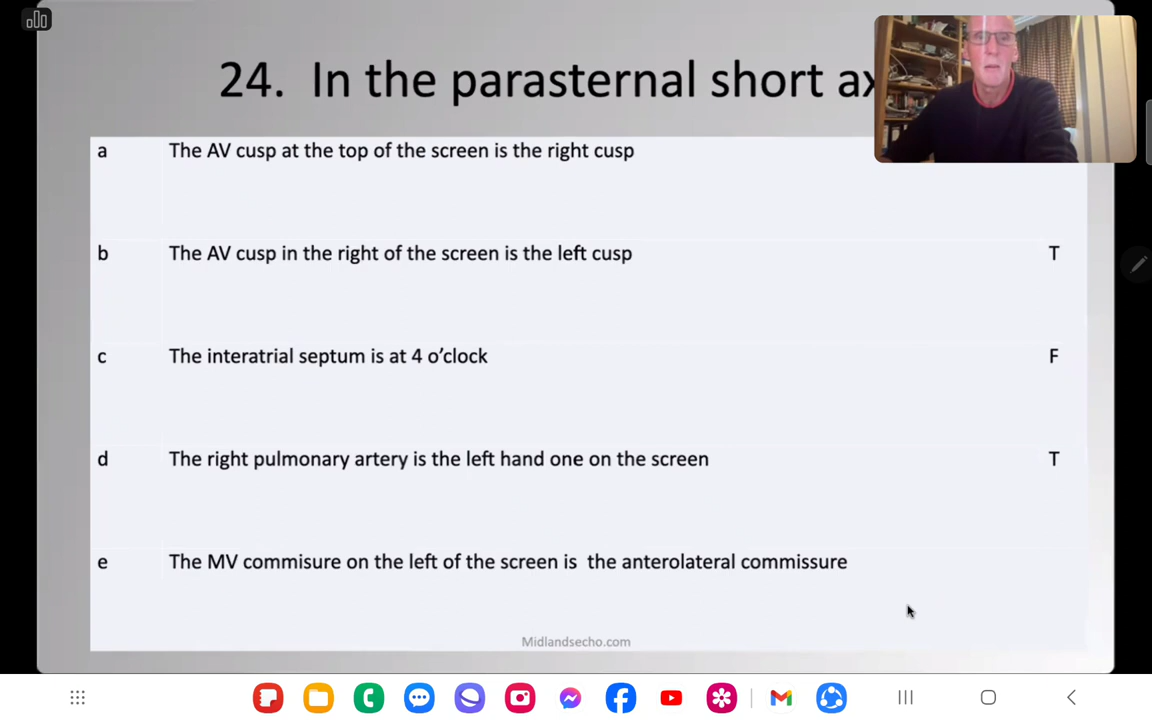 24. In the parasternal short
a The AV cusp at the top of the screen is the right cusp
b The AV cusp in the right of the screen is the left cusp T
c The interatrial septum is at 4 o’clock F
d The right pulmonary artery is the left hand one on the screen T
e The MV commisure on the left of the screen is the anterolateral commissure
Midlandsecho.com